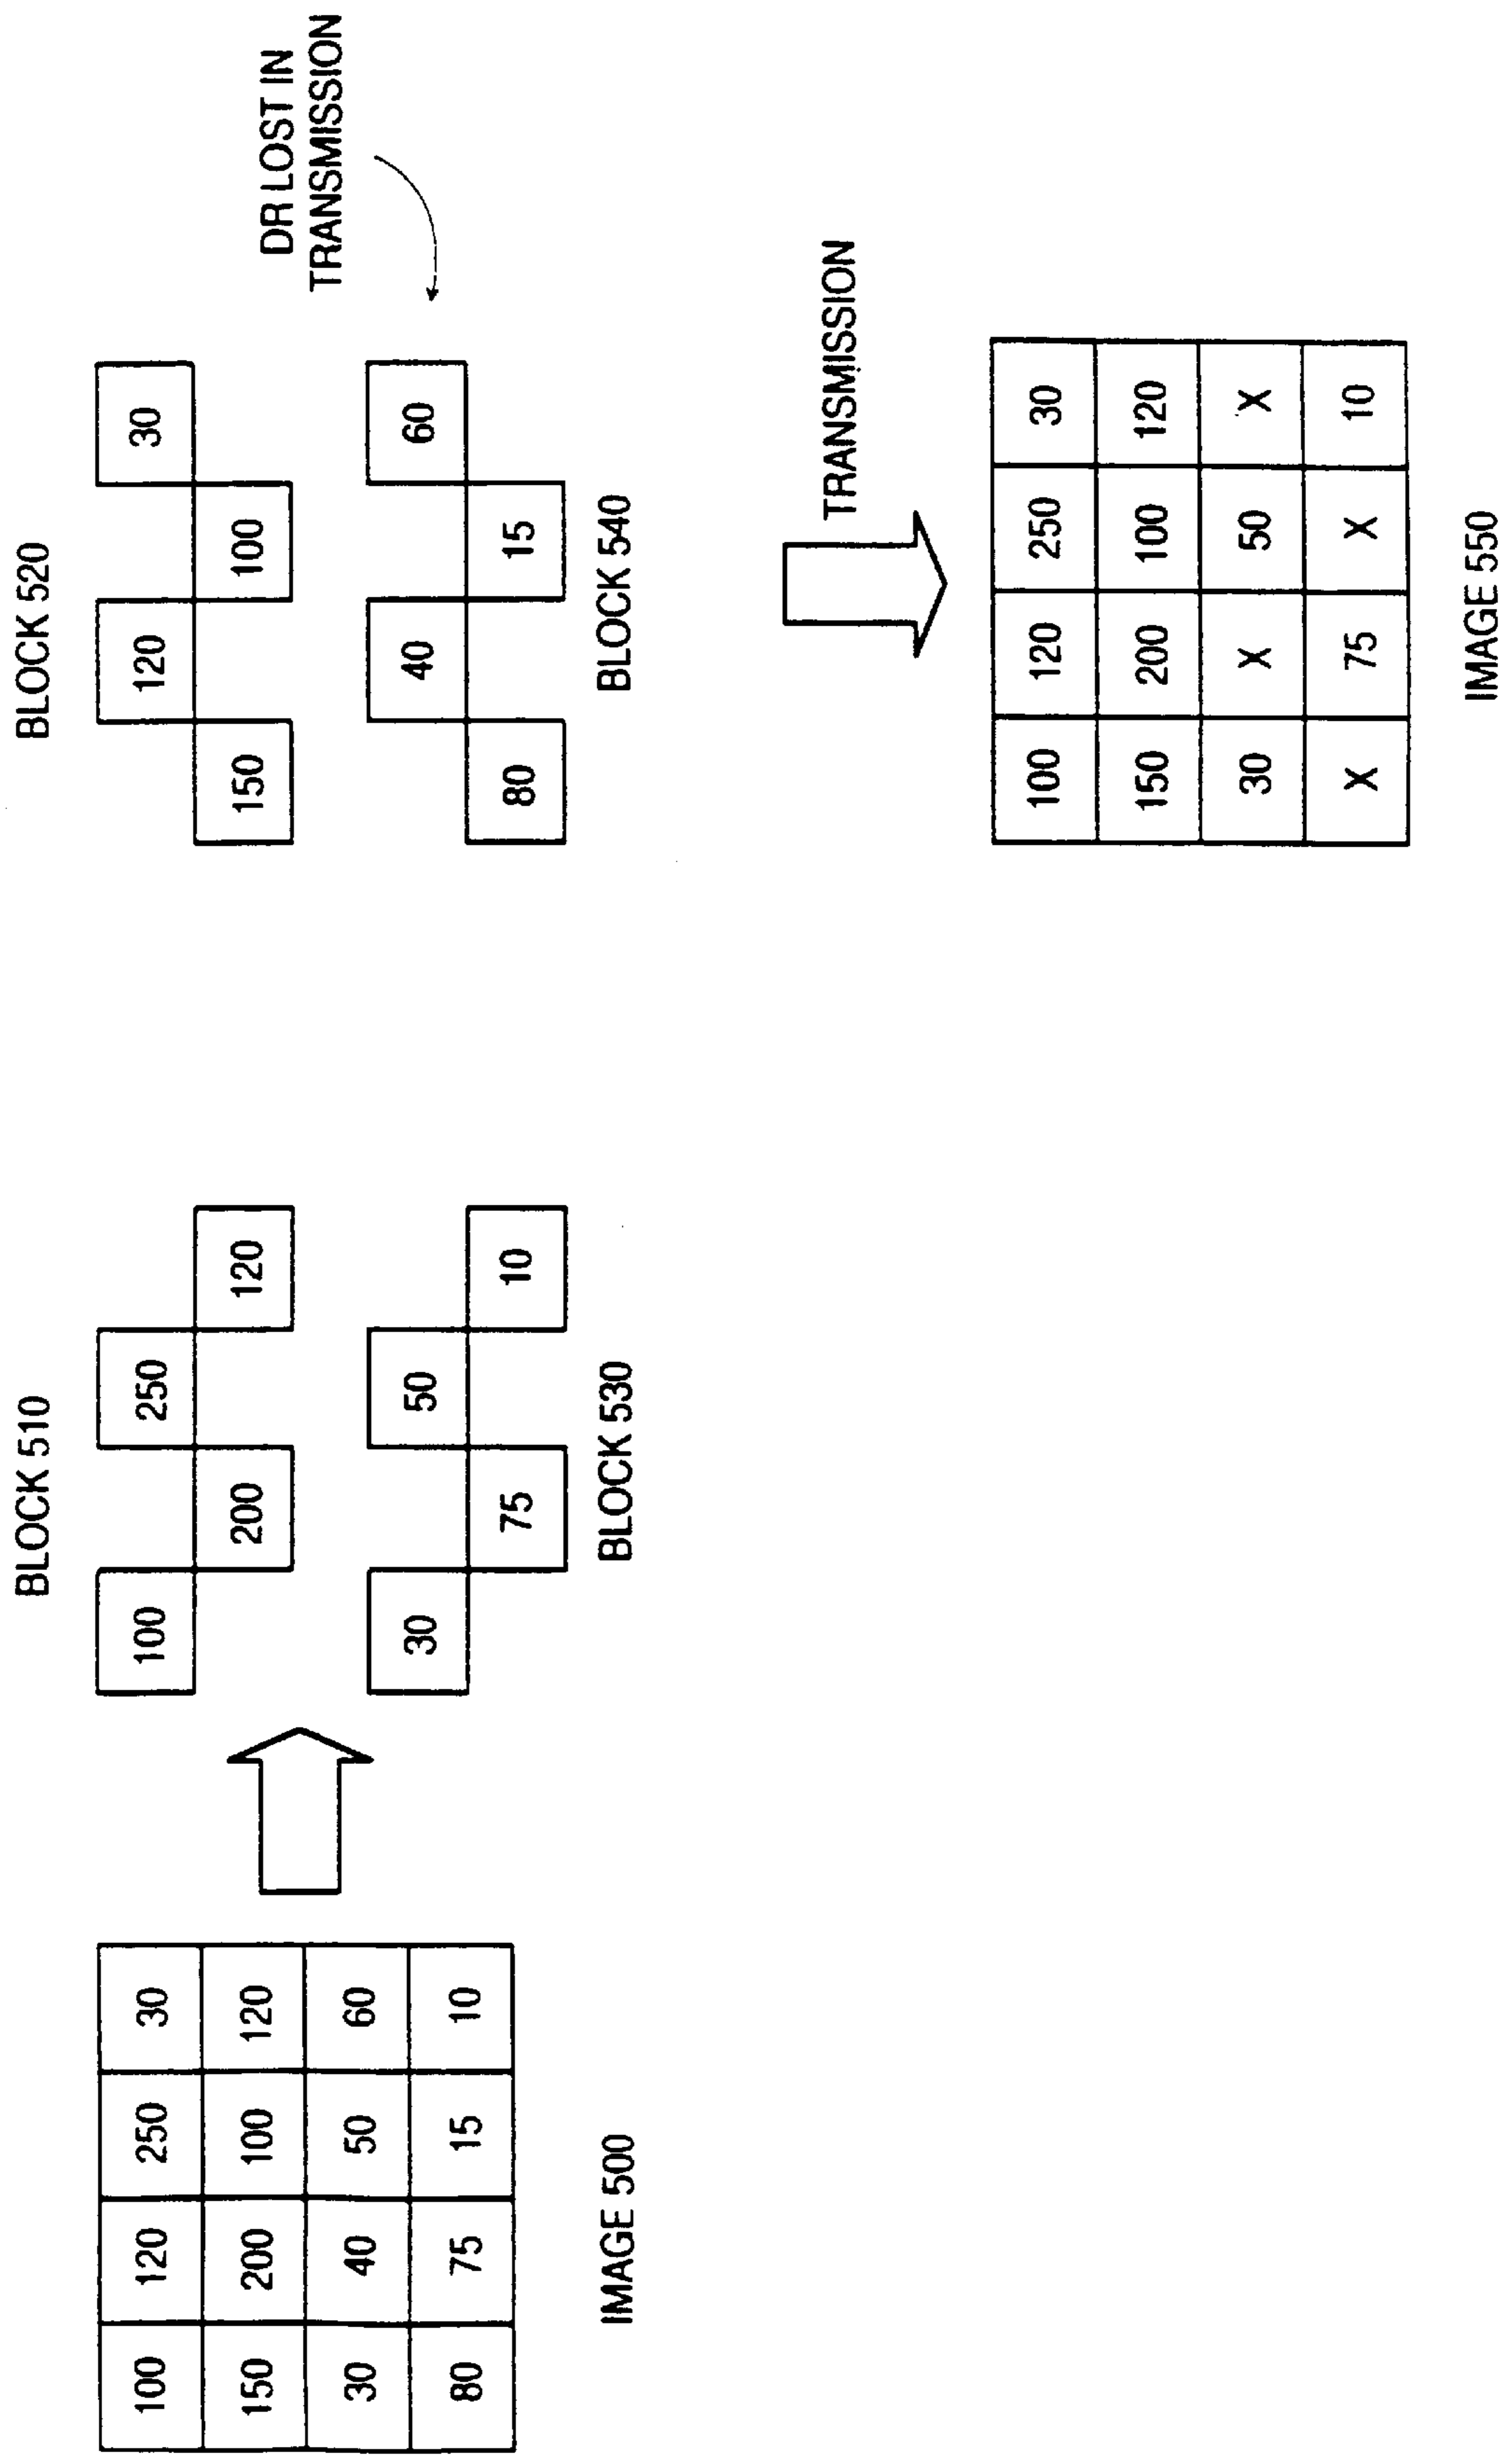 100 120 250 30
150 200 100 120
30 40 50 60
80 75 15 10
IMAGE 500
BLOCK 510
100 250
200 120
30 50
75 10
BLOCK 530
BLOCK 520
120 30
150 100
40 60
80 15
BLOCK 540
DR LOST IN
TRANSMISSION
TRANSMISSION
100 120 250 30
150 200 100 120
30 X 50 X
X 75 X 10
IMAGE 550